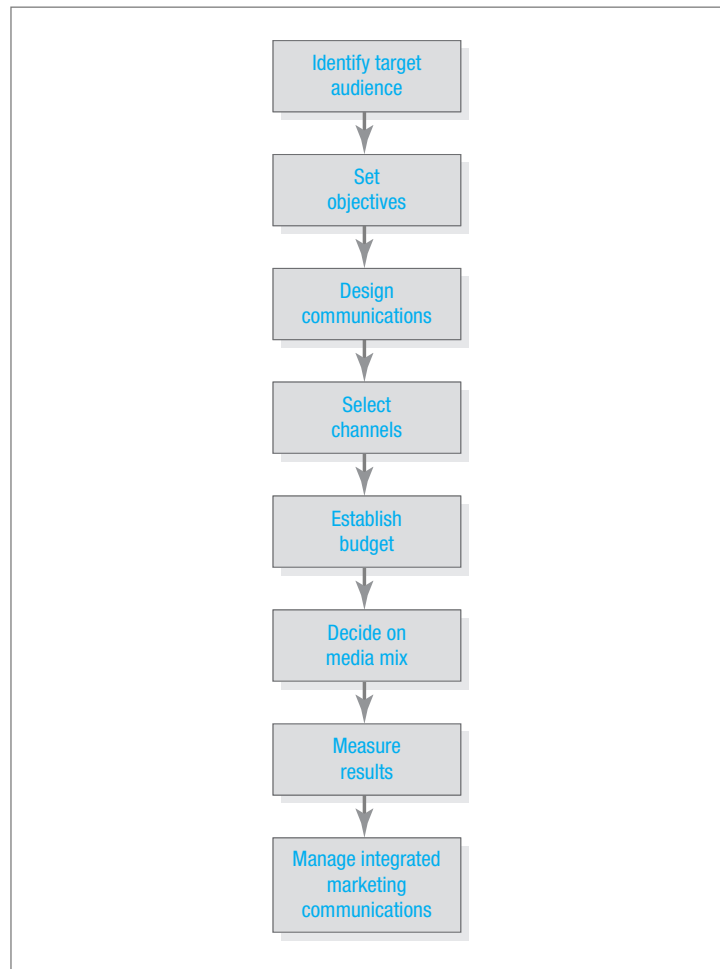 Identify target
audience
Set
objectives
Design
communications
Select
channels
Establish
budget
Decide on
media mix
Measure
results
Manage integrated
marketing
communications